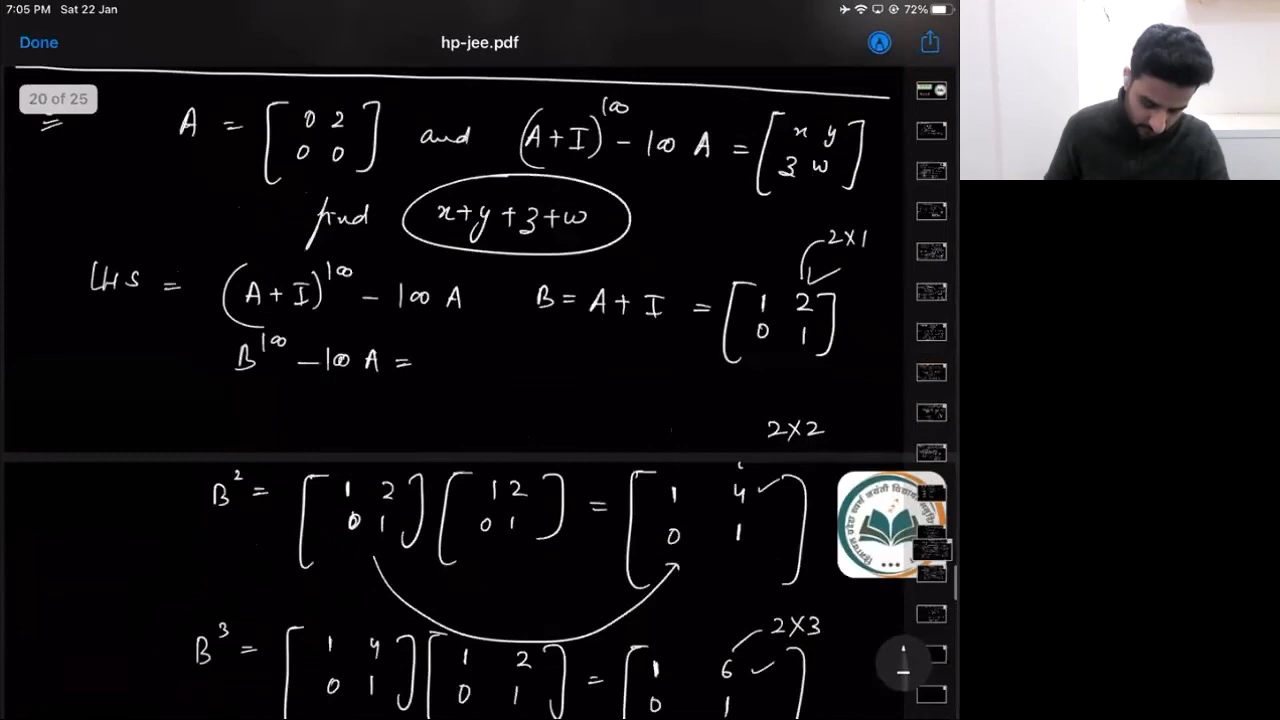 7:05 PM Sat 22 Jan 72%
Done hp-jee.pdf
20 of 25
A = [0 2 0 0] and (A+I)^100 - 100 A = [x y z w]
find x+y+z+w
LHS = (A+I)^100 - 100 A B = A + I = [1 2 0 1] 2×1
B^100 - 100 A =
2×2
B^2 = [1 2 0 1] [1 2 0 1] = [1 4 0 1]
2×3
B^3 = [1 4 0 1] [1 2 0 1] = [1 6 0 1]